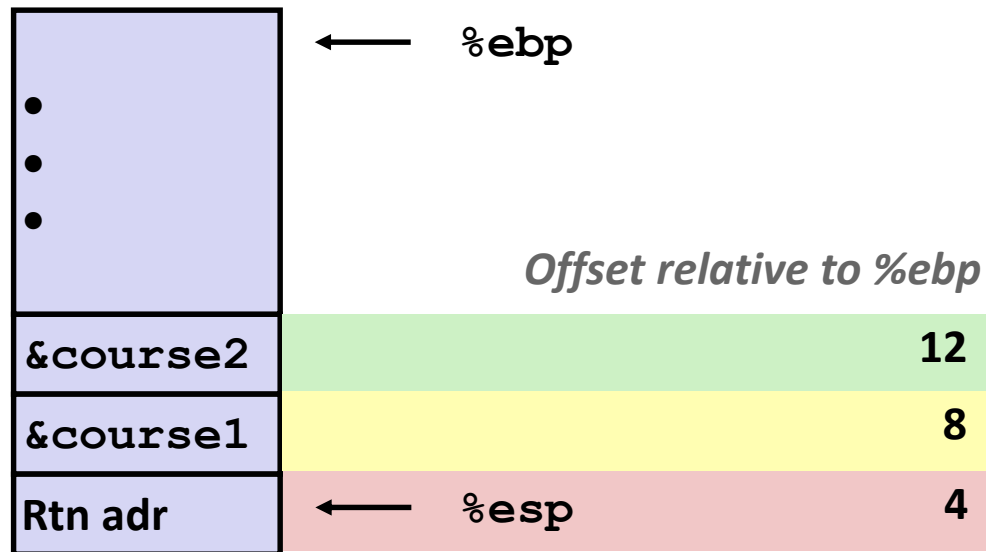 %ebp
•
•
•
Offset relative to %ebp
&course2 12
&course1 8
Rtn adr %esp 4